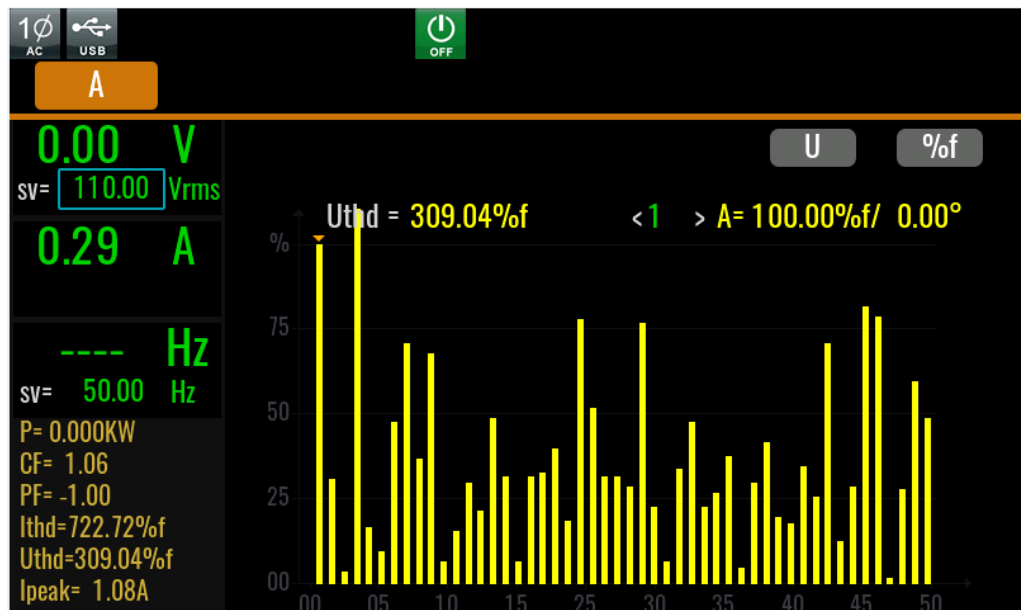 1Ø
AC
USB
OFF
A
0.00 V
sv= 110.00 Vrms
0.29 A
---- Hz
sv= 50.00 Hz
P= 0.000KW
CF= 1.06
PF= -1.00
Ithd=722.72%f
Uthd=309.04%f
Ipeak= 1.08A
U %f
Uthd = 309.04%f <1 > A= 100.00%f/ 0.00°
%
75
50
25
00
00 05 10 15 20 25 30 35 40 45 50